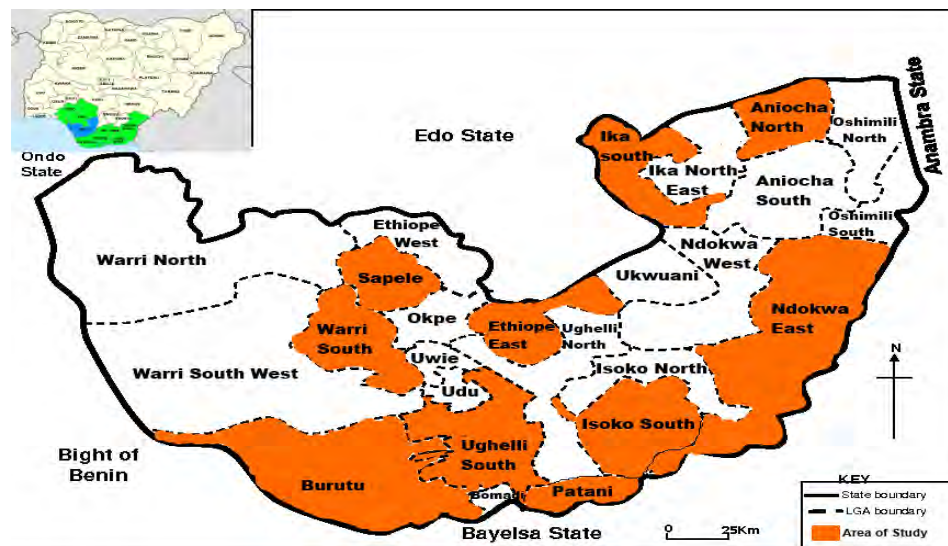 Edo State
Ondo
State
Anambra State
Aniocha
North
Oshimili
North
Ika
south
Ika North
East
Aniocha
South
Oshimili
South
Ethiope
West
Ndokwa
West
Warri North
Sapele
Ukwuani
Okpe
Ethiope
East
Ughelli
North
Ndokwa
East
Warri
South
Uwie
Isoko North
Warri South West
Udu
N
Isoko South
Ughelli
South
Bight of
Benin
Burutu
Bomadi
Patani
Bayelsa State
0 25Km
KEY
State boundary
LGA boundary
Area of Study